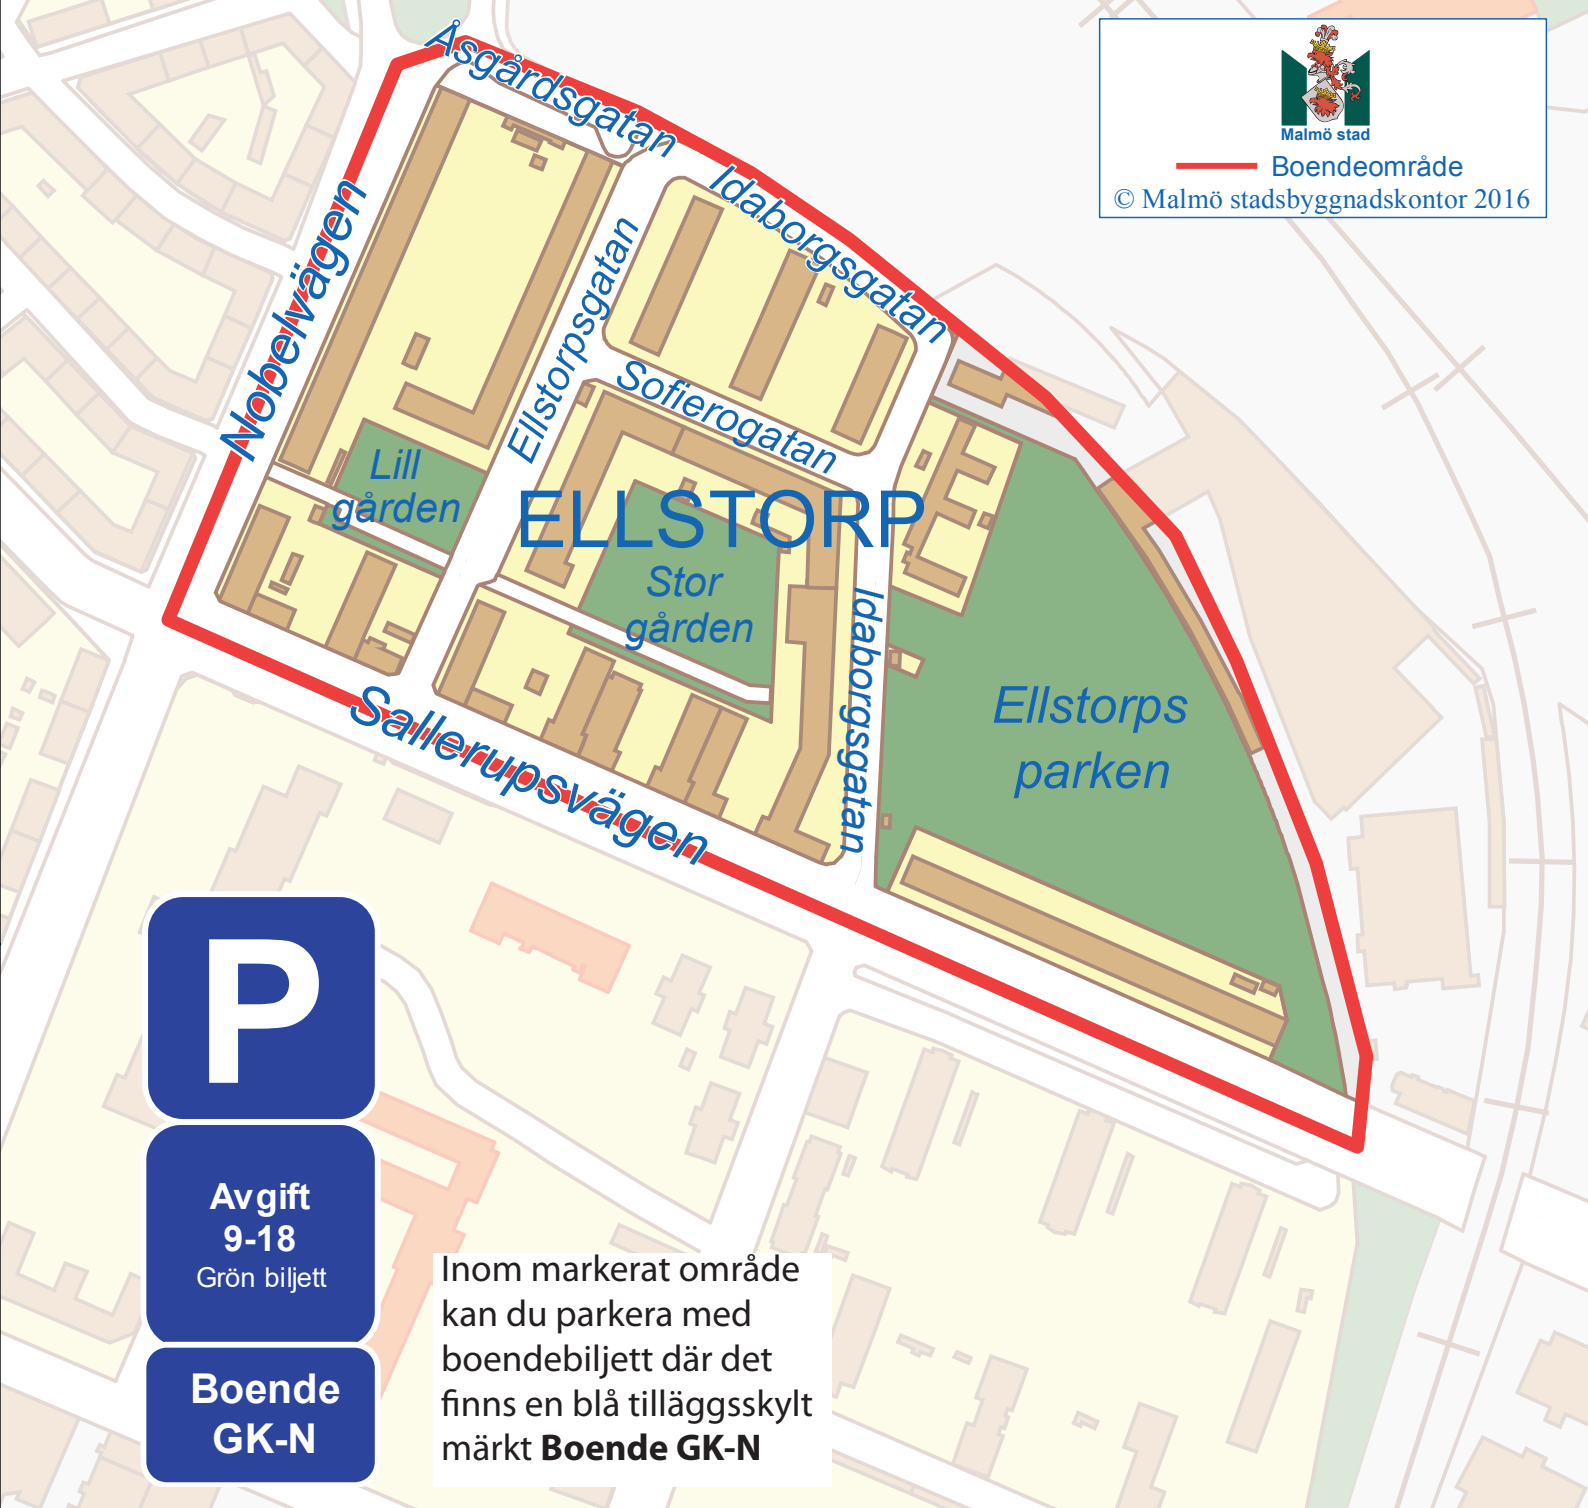 Malmö stad
Boendeområde
© Malmö stadsbyggnadskontor 2016
Åsgårdsgatan
Idaborgsgatan
Nobelvägen
Ellstorpsgatan
Sofierogatan
Lill
gården
ELLSTORP
Stor
gården
Idaborgsgatan
Ellstorps
parken
Sallerupsvägen
P
Avgift
9-18
Grön biljett
Boende
GK-N
Inom markerat område
kan du parkera med
boendebiljett där det
finns en blå tilläggsskylt
märkt Boende GK-N